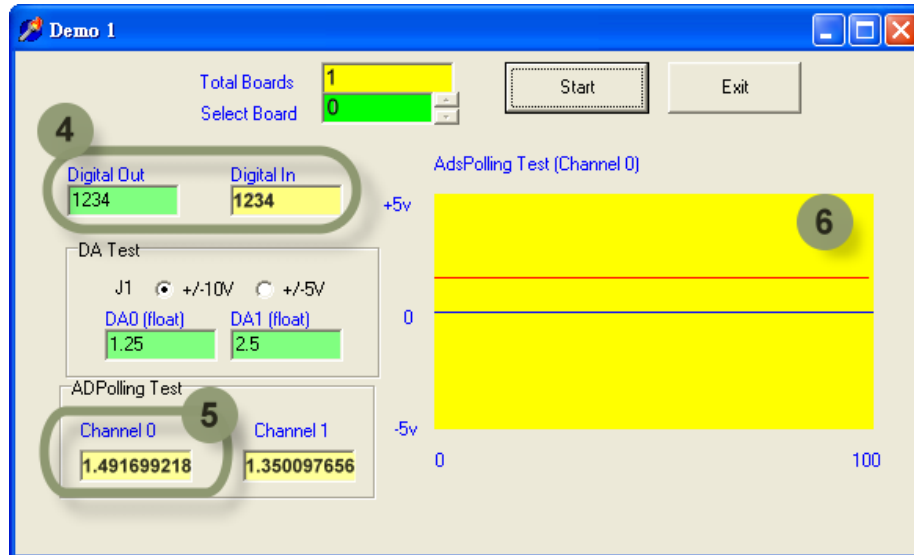 Demo 1
Total Boards 1
Select Board 0
Start
Exit
4
Digital Out
Digital In
1234
1234
DA Test
J1 +/-10V +/-5V
DA0 (float)
DA1 (float)
1.25
2.5
ADPolling Test
5
Channel 0
Channel 1
1.491699218
1.350097656
AdsPolling Test (Channel 0)
+5v
6
0
-5v
0
100